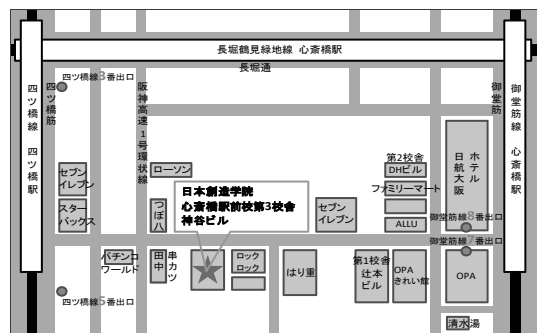 長堀鶴見緑地線 心斎橋駅
長堀通
四ツ橋線 四ツ橋駅
四ツ橋筋
四ツ橋線3番出口
阪神高速1号環状線
御堂筋
御堂筋線 心斎橋駅
セブン
イレブン
スター
バックス
ローソン
つぼ八
日本創造学院
心斎橋駅前校第3校舎
神谷ビル
セブン
イレブン
第2校舎
DHビル
ファミリーマート
ALLU
ホテル
日航大阪
御堂筋線8番出口
御堂筋線7番出口
パチンコ
ワールド
串カツ
田中
ロック
ロック
はり重
第1校舎
辻本
ビル
OPA
きれい館
OPA
四ツ橋線5番出口
清水湯